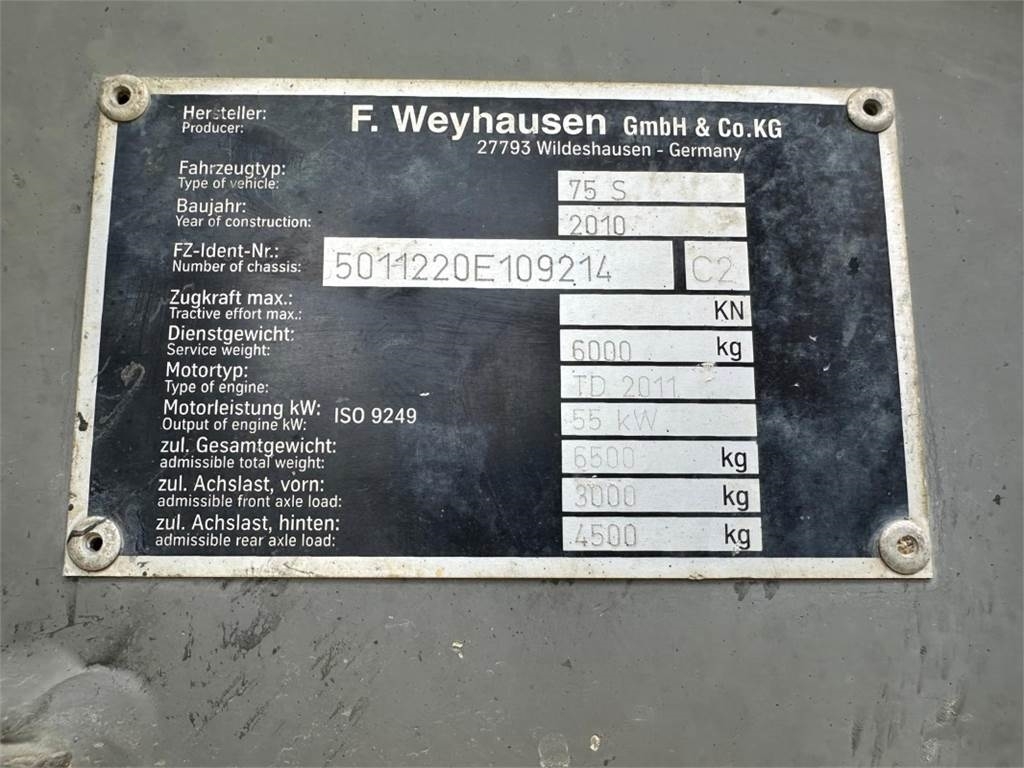 Hersteller: F. Weyhausen GmbH & Co.KG
Producer: 27793 Wildeshausen - Germany
Fahrzeugtyp:
Type of vehicle: 75 S
Baujahr:
Year of construction: 2010
FZ-Ident-Nr.:
Number of chassis: 5011220E109214 C2
Zugkraft max.:
Tractive effort max.: KN
Dienstgewicht:
Service weight: 6000 kg
Motortyp:
Type of engine: TD 2011
Motorleistung kW: ISO 9249
Output of engine kW: 55 kW
zul. Gesamtgewicht:
admissible total weight: 6500 kg
zul. Achslast, vorn:
admissible front axle load: 3000 kg
zul. Achslast, hinten:
admissible rear axle load: 4500 kg